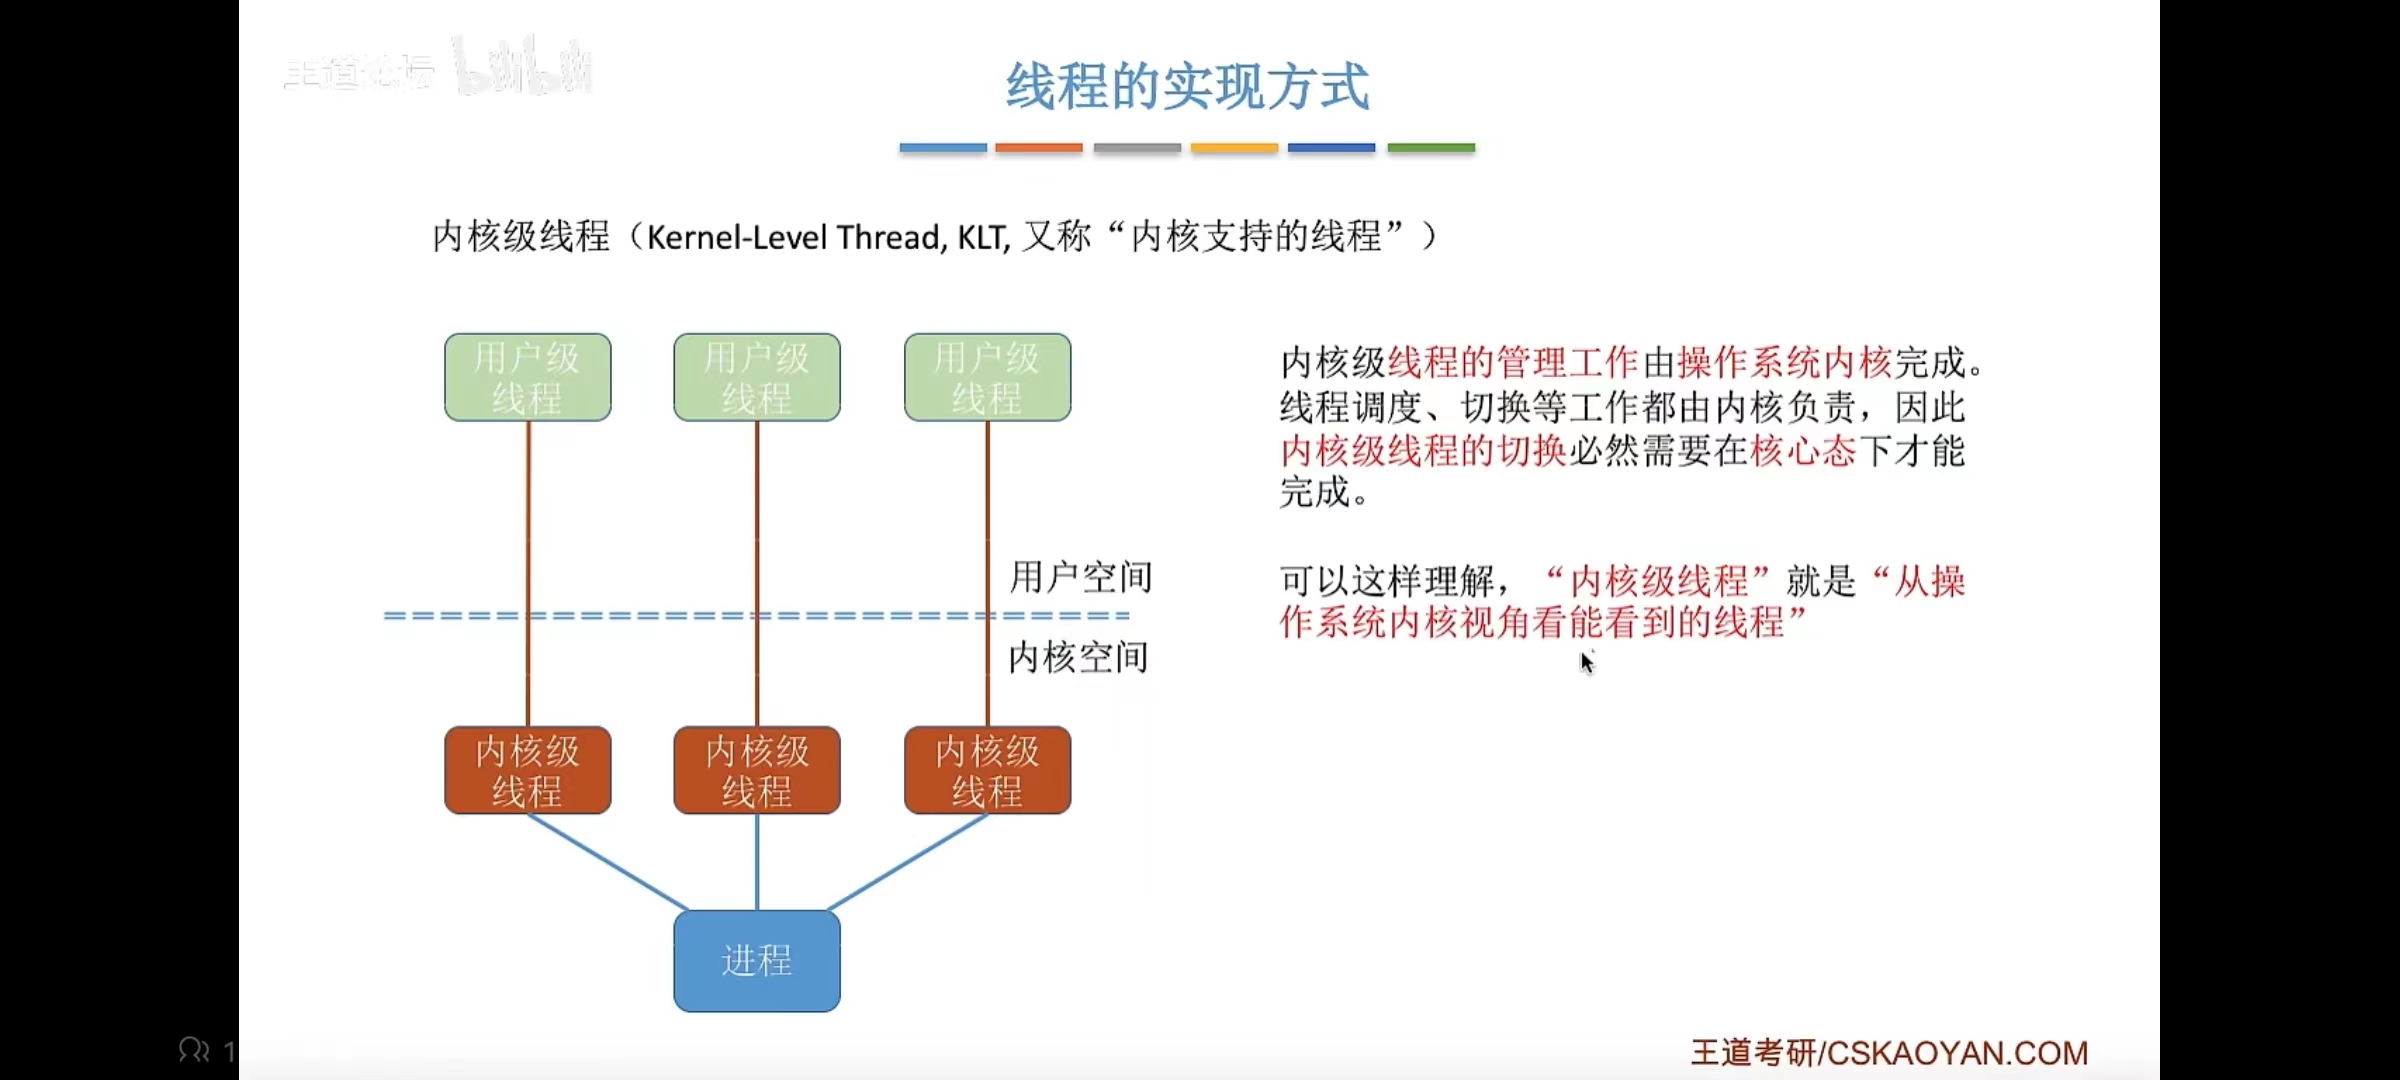 王道论坛 bilibili
线程的实现方式
内核级线程（Kernel-Level Thread, KLT, 又称“内核支持的线程”）
用户级
线程
用户级
线程
用户级
线程
用户空间
内核空间
内核级
线程
内核级
线程
内核级
线程
进程
内核级线程的管理工作由操作系统内核完成。
线程调度、切换等工作都由内核负责，因此
内核级线程的切换必然需要在核心态下才能
完成。
可以这样理解，“内核级线程”就是“从操
作系统内核视角看能看到的线程”
1
王道考研/CSKAOYAN.COM